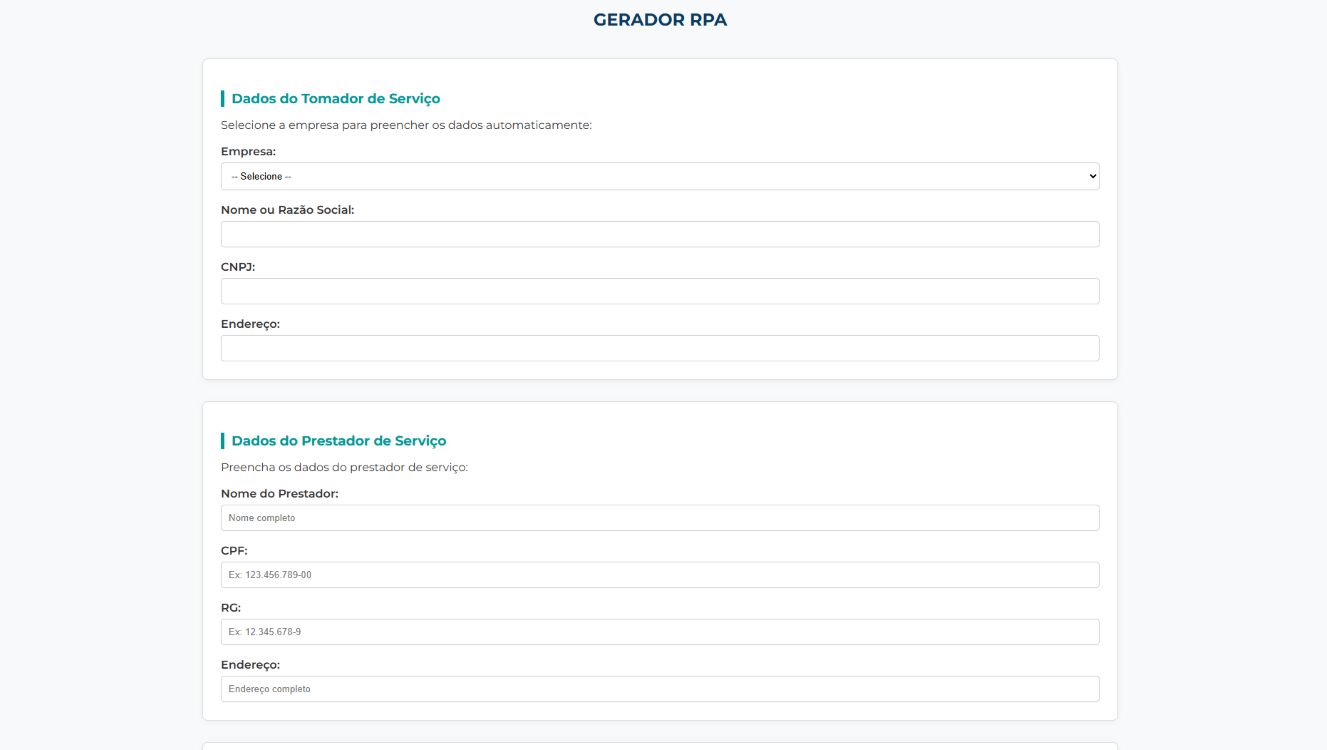 GERADOR RPA
Dados do Tomador de Serviço
Selecione a empresa para preencher os dados automaticamente:
Empresa:
-- Selecione --
Nome ou Razão Social:
CNPJ:
Endereço:
Dados do Prestador de Serviço
Preencha os dados do prestador de serviço:
Nome do Prestador:
Nome completo
CPF:
Ex: 123.456.789-00
RG:
Ex: 12.345.678-9
Endereço:
Endereço completo